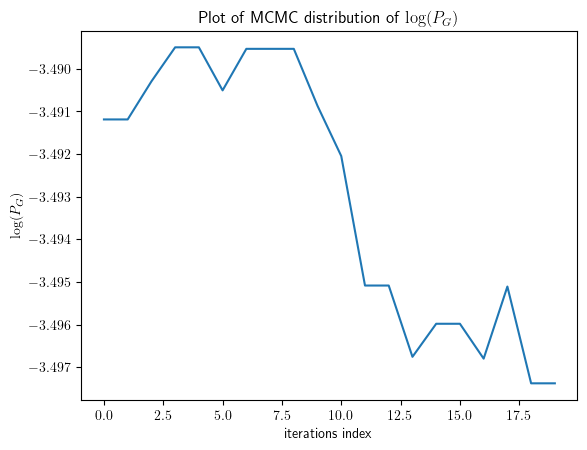 Plot of MCMC distribution of log(P_G)
−3.490
−3.491
−3.492
−3.493
−3.494
−3.495
−3.496
−3.497
log(P_G)
0.0 2.5 5.0 7.5 10.0 12.5 15.0 17.5
iterations index